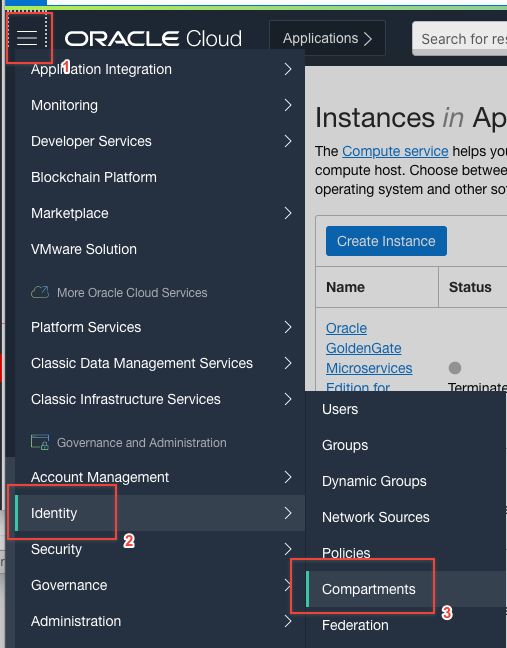 ORACLE Cloud
Applications
Search for res
1
Application Integration
Monitoring
Developer Services
Blockchain Platform
Marketplace
VMware Solution
More Oracle Cloud Services
Platform Services
Classic Data Management Services
Classic Infrastructure Services
Governance and Administration
Account Management
Identity
2
Security
Governance
Administration
Instances in Ap
The Compute service helps you
compute host. Choose between
operating system and other sof
Create Instance
Name Status
Oracle
GoldenGate
Microservices
Edition for
Terminate
Users
Groups
Dynamic Groups
Network Sources
Policies
Compartments
3
Federation